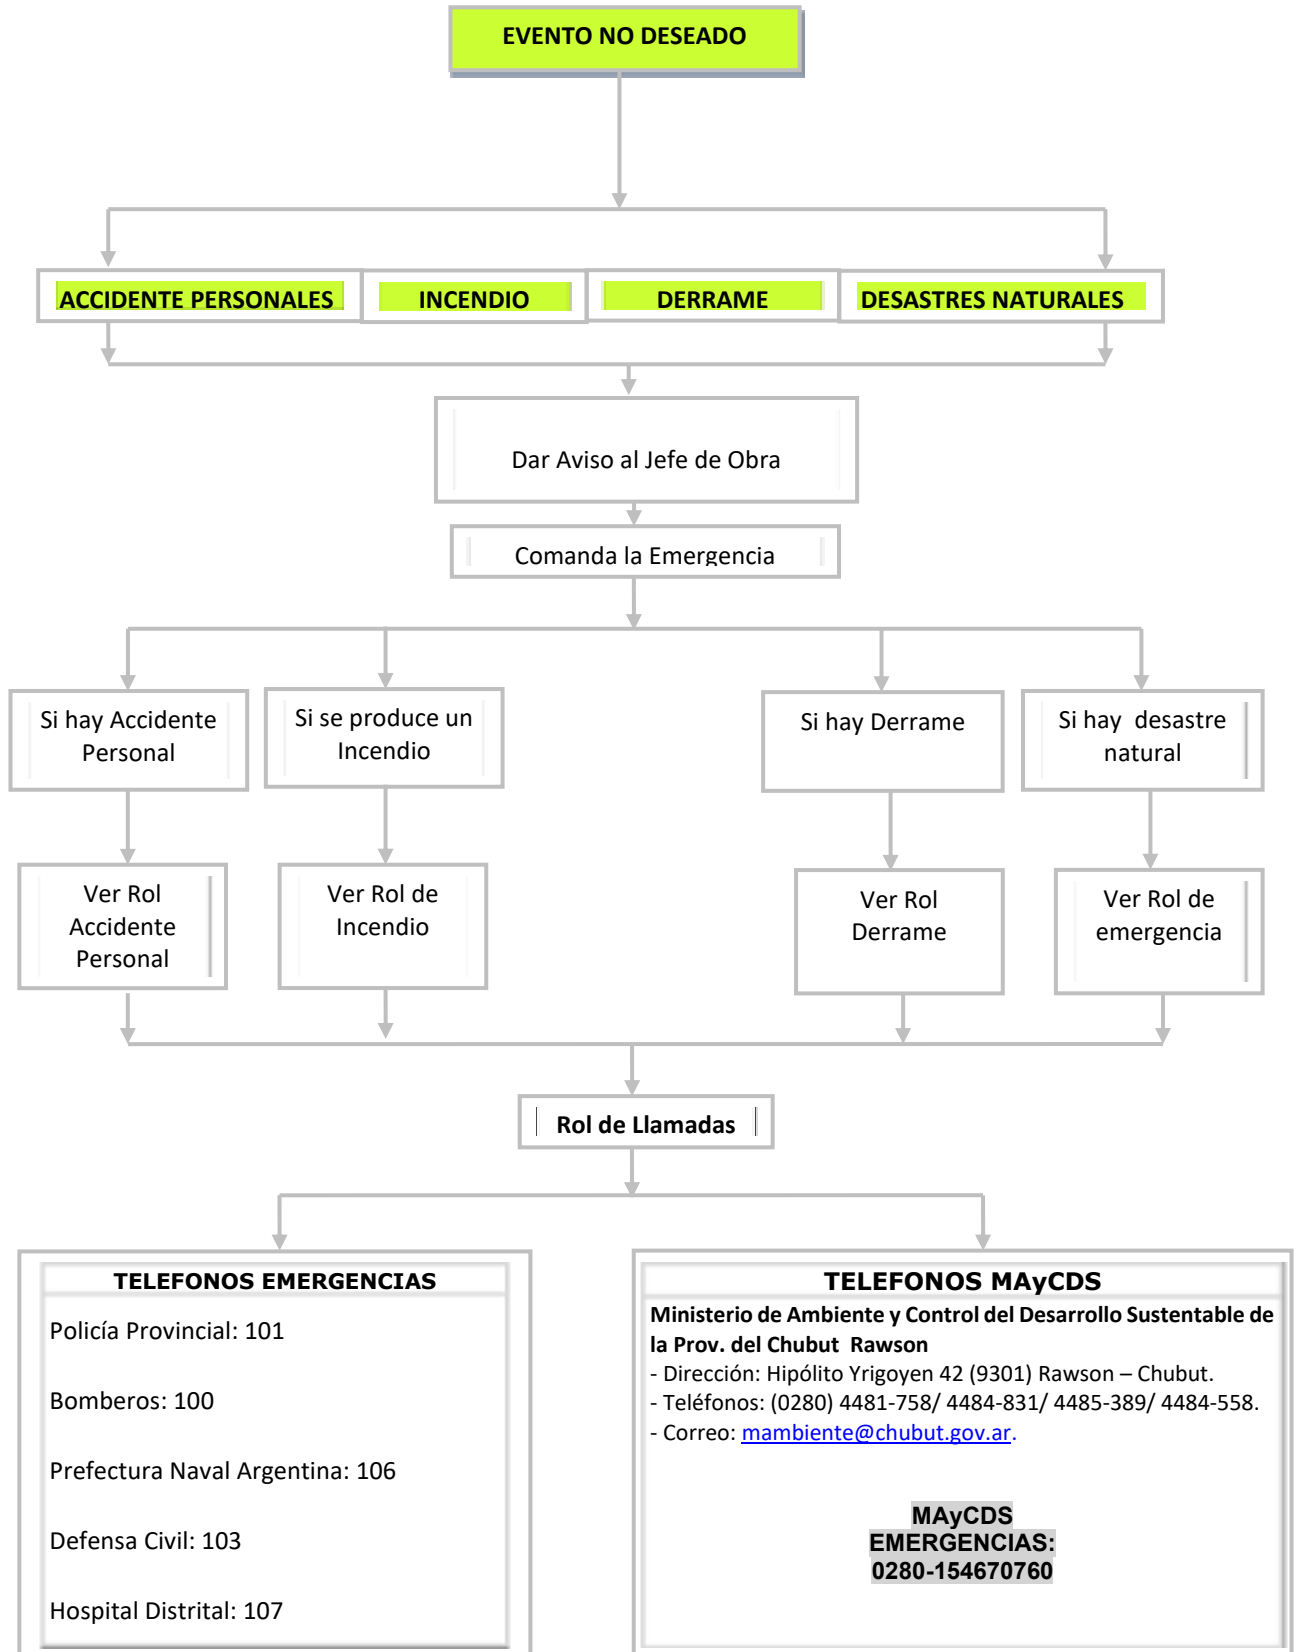 EVENTO NO DESEADO
ACCIDENTE PERSONALES
INCENDIO
DERRAME
DESASTRES NATURALES
Dar Aviso al Jefe de Obra
Comanda la Emergencia
Si hay Accidente
Personal
Si se produce un
Incendio
Si hay Derrame
Si hay  desastre
natural
Ver Rol
Accidente
Personal
Ver Rol de
Incendio
Ver Rol
Derrame
Ver Rol de
emergencia
Rol de Llamadas
TELEFONOS EMERGENCIAS
Policía Provincial: 101
Bomberos: 100
Prefectura Naval Argentina: 106
Defensa Civil: 103
Hospital Distrital: 107
TELEFONOS MAyCDS
Ministerio de Ambiente y Control del Desarrollo Sustentable de
la Prov. del Chubut  Rawson
- Dirección: Hipólito Yrigoyen 42 (9301) Rawson – Chubut.
- Teléfonos: (0280) 4481-758/ 4484-831/ 4485-389/ 4484-558.
- Correo: mambiente@chubut.gov.ar.
MAyCDS
EMERGENCIAS:
0280-154670760